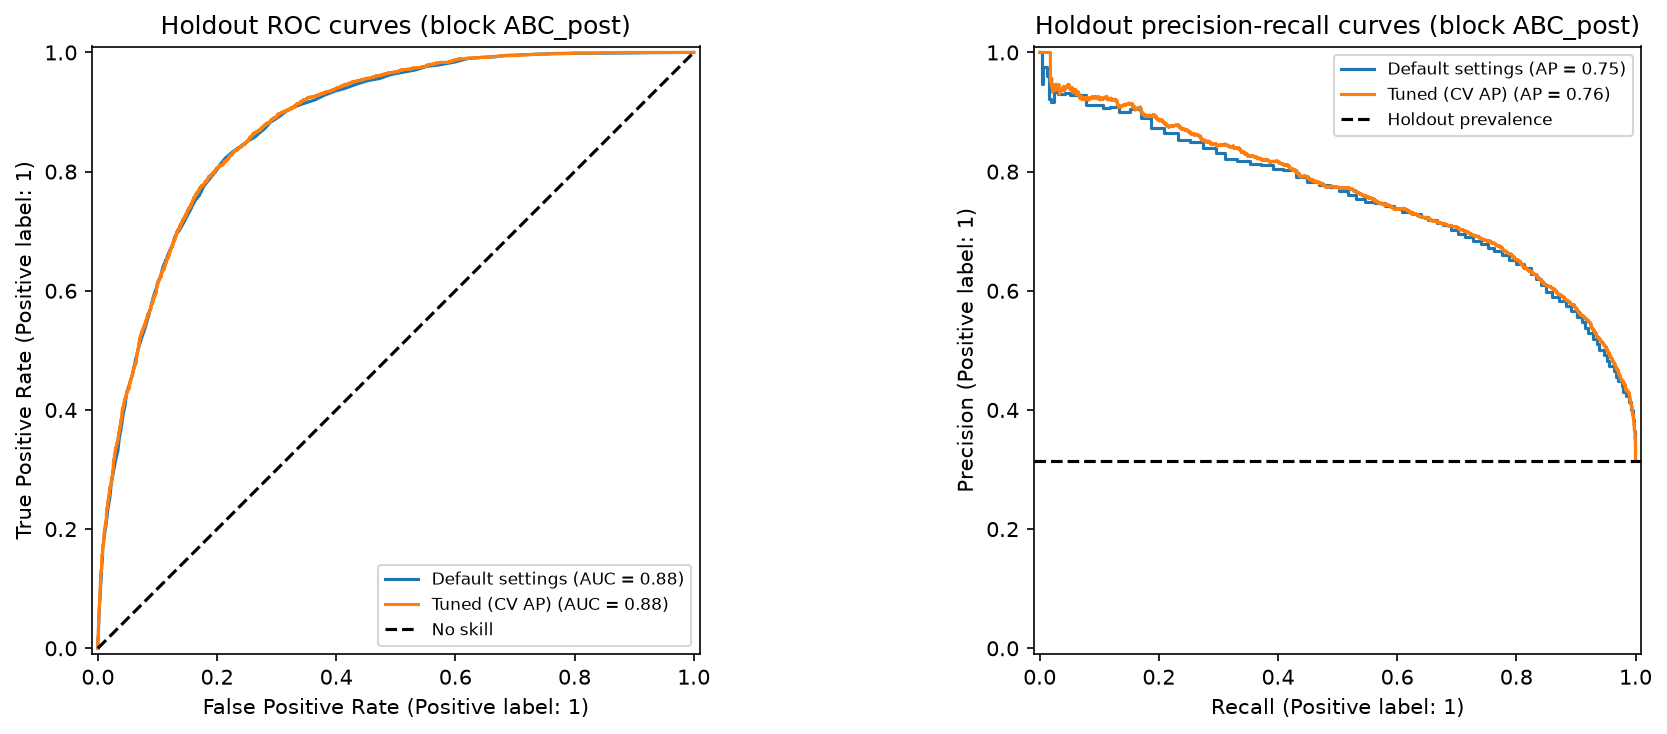 Holdout ROC curves (block ABC_post)
True Positive Rate (Positive label: 1)
1.0
0.8
0.6
0.4
0.2
0.0
Default settings (AUC = 0.88)
Tuned (CV AP) (AUC = 0.88)
No skill
0.0 0.2 0.4 0.6 0.8 1.0
False Positive Rate (Positive label: 1)
Holdout precision-recall curves (block ABC_post)
Precision (Positive label: 1)
1.0
0.8
0.6
0.4
0.2
0.0
Default settings (AP = 0.75)
Tuned (CV AP) (AP = 0.76)
Holdout prevalence
0.0 0.2 0.4 0.6 0.8 1.0
Recall (Positive label: 1)